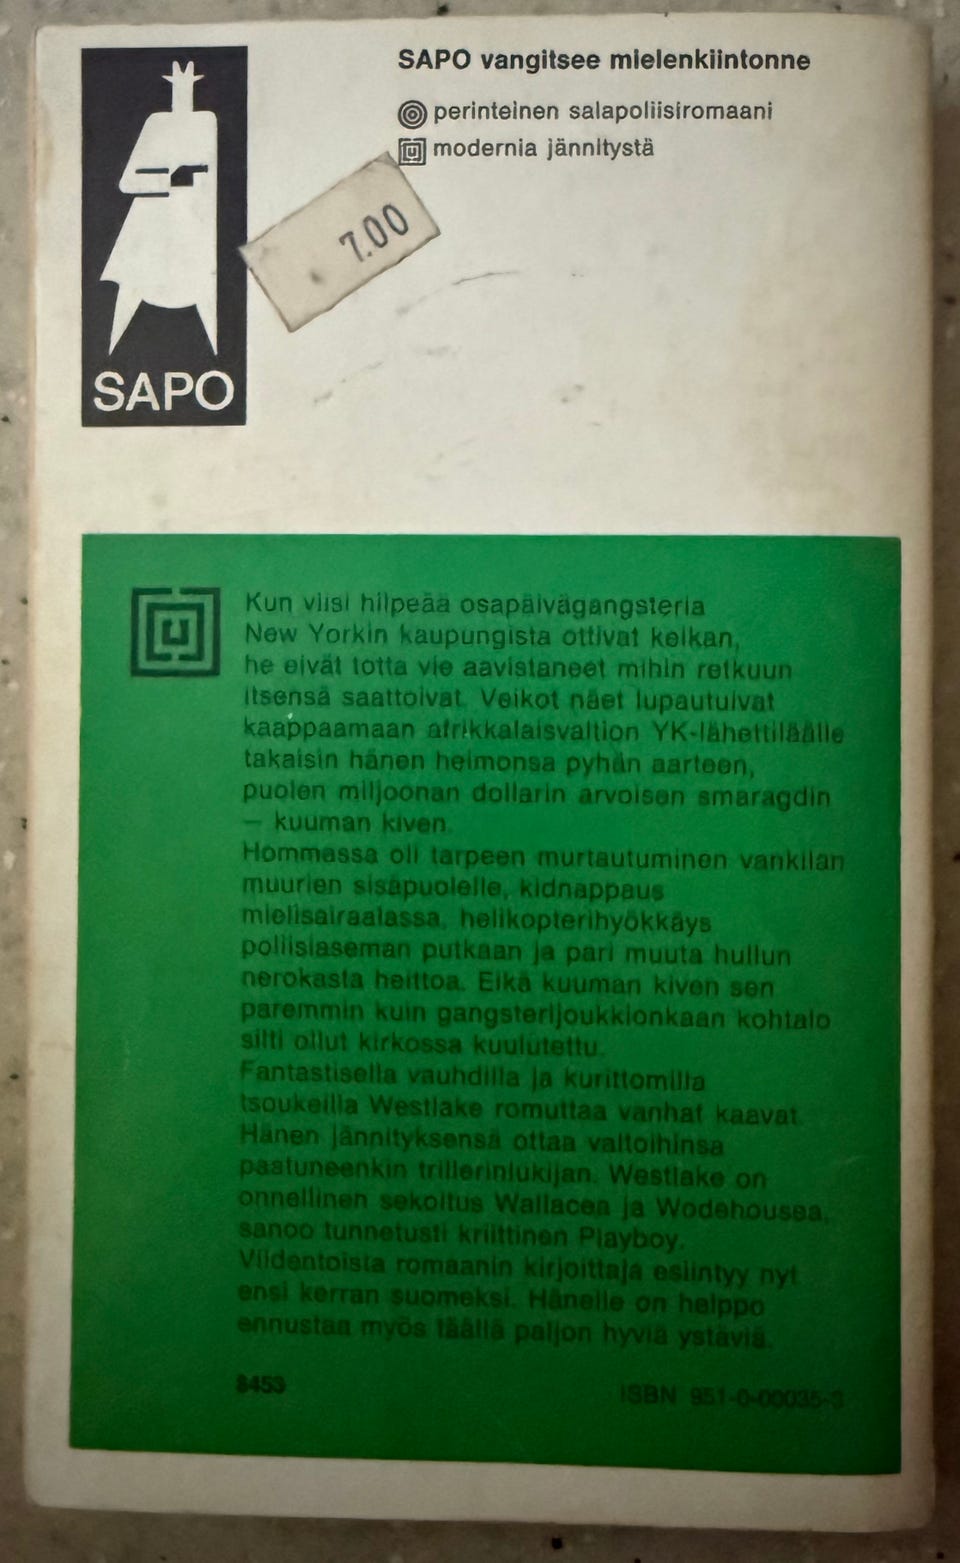 SAPO vangitsee mielenkiintonne
perinteinen salapoliisiromaani
modernia jännitystä
7.00
SAPO
Kun viisi hilpeää osapäivägangsteria
New Yorkin kaupungista ottivat keikan,
he eivät totta vie aavistaneet mihin retkuun
itsensä saattoivat. Veikot näet lupautuivat
kaappaamaan afrikkalaisvaltion YK-lähettiläälle
takaisin hänen heimonsa pyhän aarteen,
puolen miljoonan dollarin arvoisen smaragdin
— kuuman kiven.
Hommassa oli tarpeen murtautuminen vankilan
muurien sisäpuolelle, kidnappaus
mielisairaalassa, helikopterihyökkäys
poliisiaseman putkaan ja pari muuta hullun
nerokasta heittoa. Eikä kuuman kiven sen
paremmin kuin gangsterijoukkionkaan kohtalo
silti ollut kirkossa kuulutettu.
Fantastisella vauhdilla ja kurittomilla
tsoukeilla Westlake romuttaa vanhat kaavat.
Hänen jännityksensä ottaa valtoihinsa
paatuneenkin trillerinlukijan. Westlake on
onnellinen sekoitus Wallacea ja Wodehousea,
sanoo tunnetusti kriittinen Playboy.
Viidentoista romaanin kirjoittaja esiintyy nyt
ensi kerran suomeksi. Hänelle on helppo
ennustaa myös täällä paljon hyviä ystäviä.
8453
ISBN 951-0-00035-3